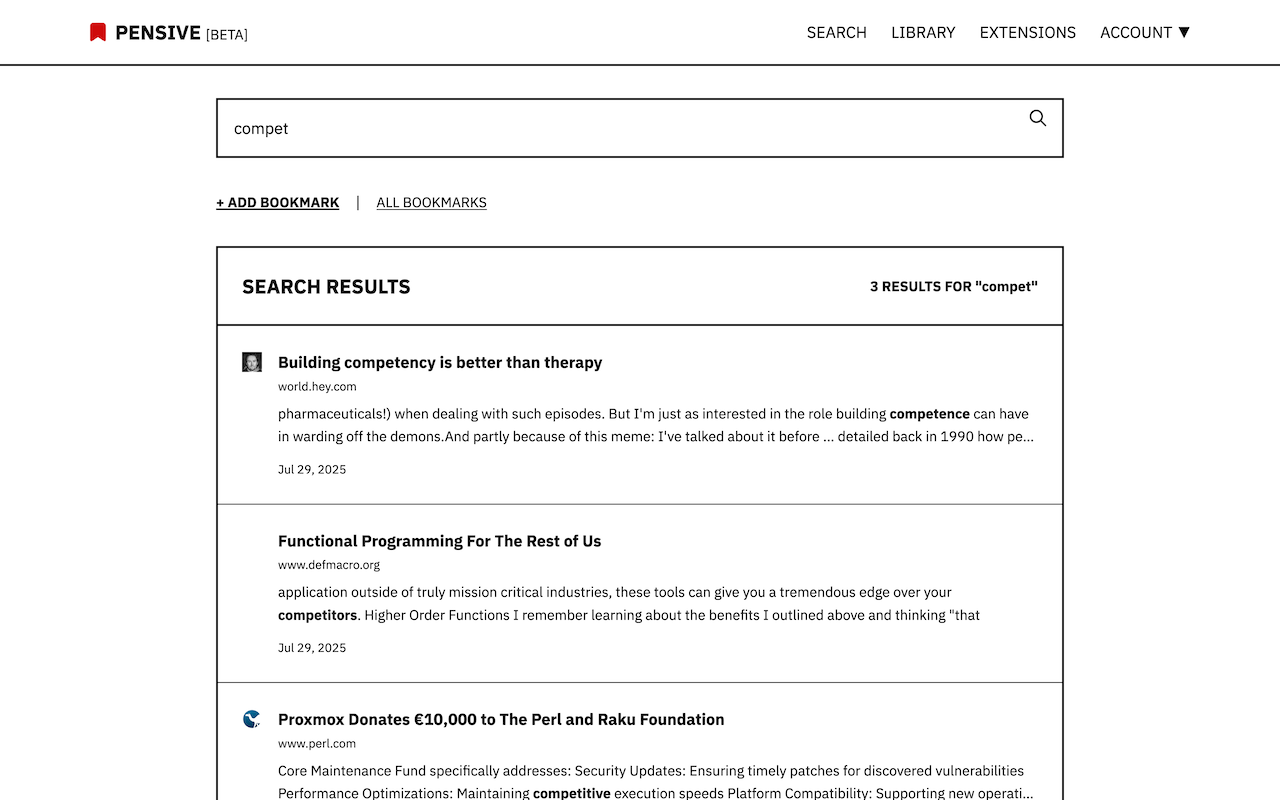 PENSIVE [BETA]
SEARCH LIBRARY EXTENSIONS ACCOUNT ▼
compet
+ ADD BOOKMARK | ALL BOOKMARKS
SEARCH RESULTS
3 RESULTS FOR "compet"
Building competency is better than therapy
world.hey.com
pharmaceuticals!) when dealing with such episodes. But I'm just as interested in the role building competence can have
in warding off the demons.And partly because of this meme: I've talked about it before ... detailed back in 1990 how pe...
Jul 29, 2025
Functional Programming For The Rest of Us
www.defmacro.org
application outside of truly mission critical industries, these tools can give you a tremendous edge over your
competitors. Higher Order Functions I remember learning about the benefits I outlined above and thinking "that
Jul 29, 2025
Proxmox Donates €10,000 to The Perl and Raku Foundation
www.perl.com
Core Maintenance Fund specifically addresses: Security Updates: Ensuring timely patches for discovered vulnerabilities
Performance Optimizations: Maintaining competitive execution speeds Platform Compatibility: Supporting new operati...